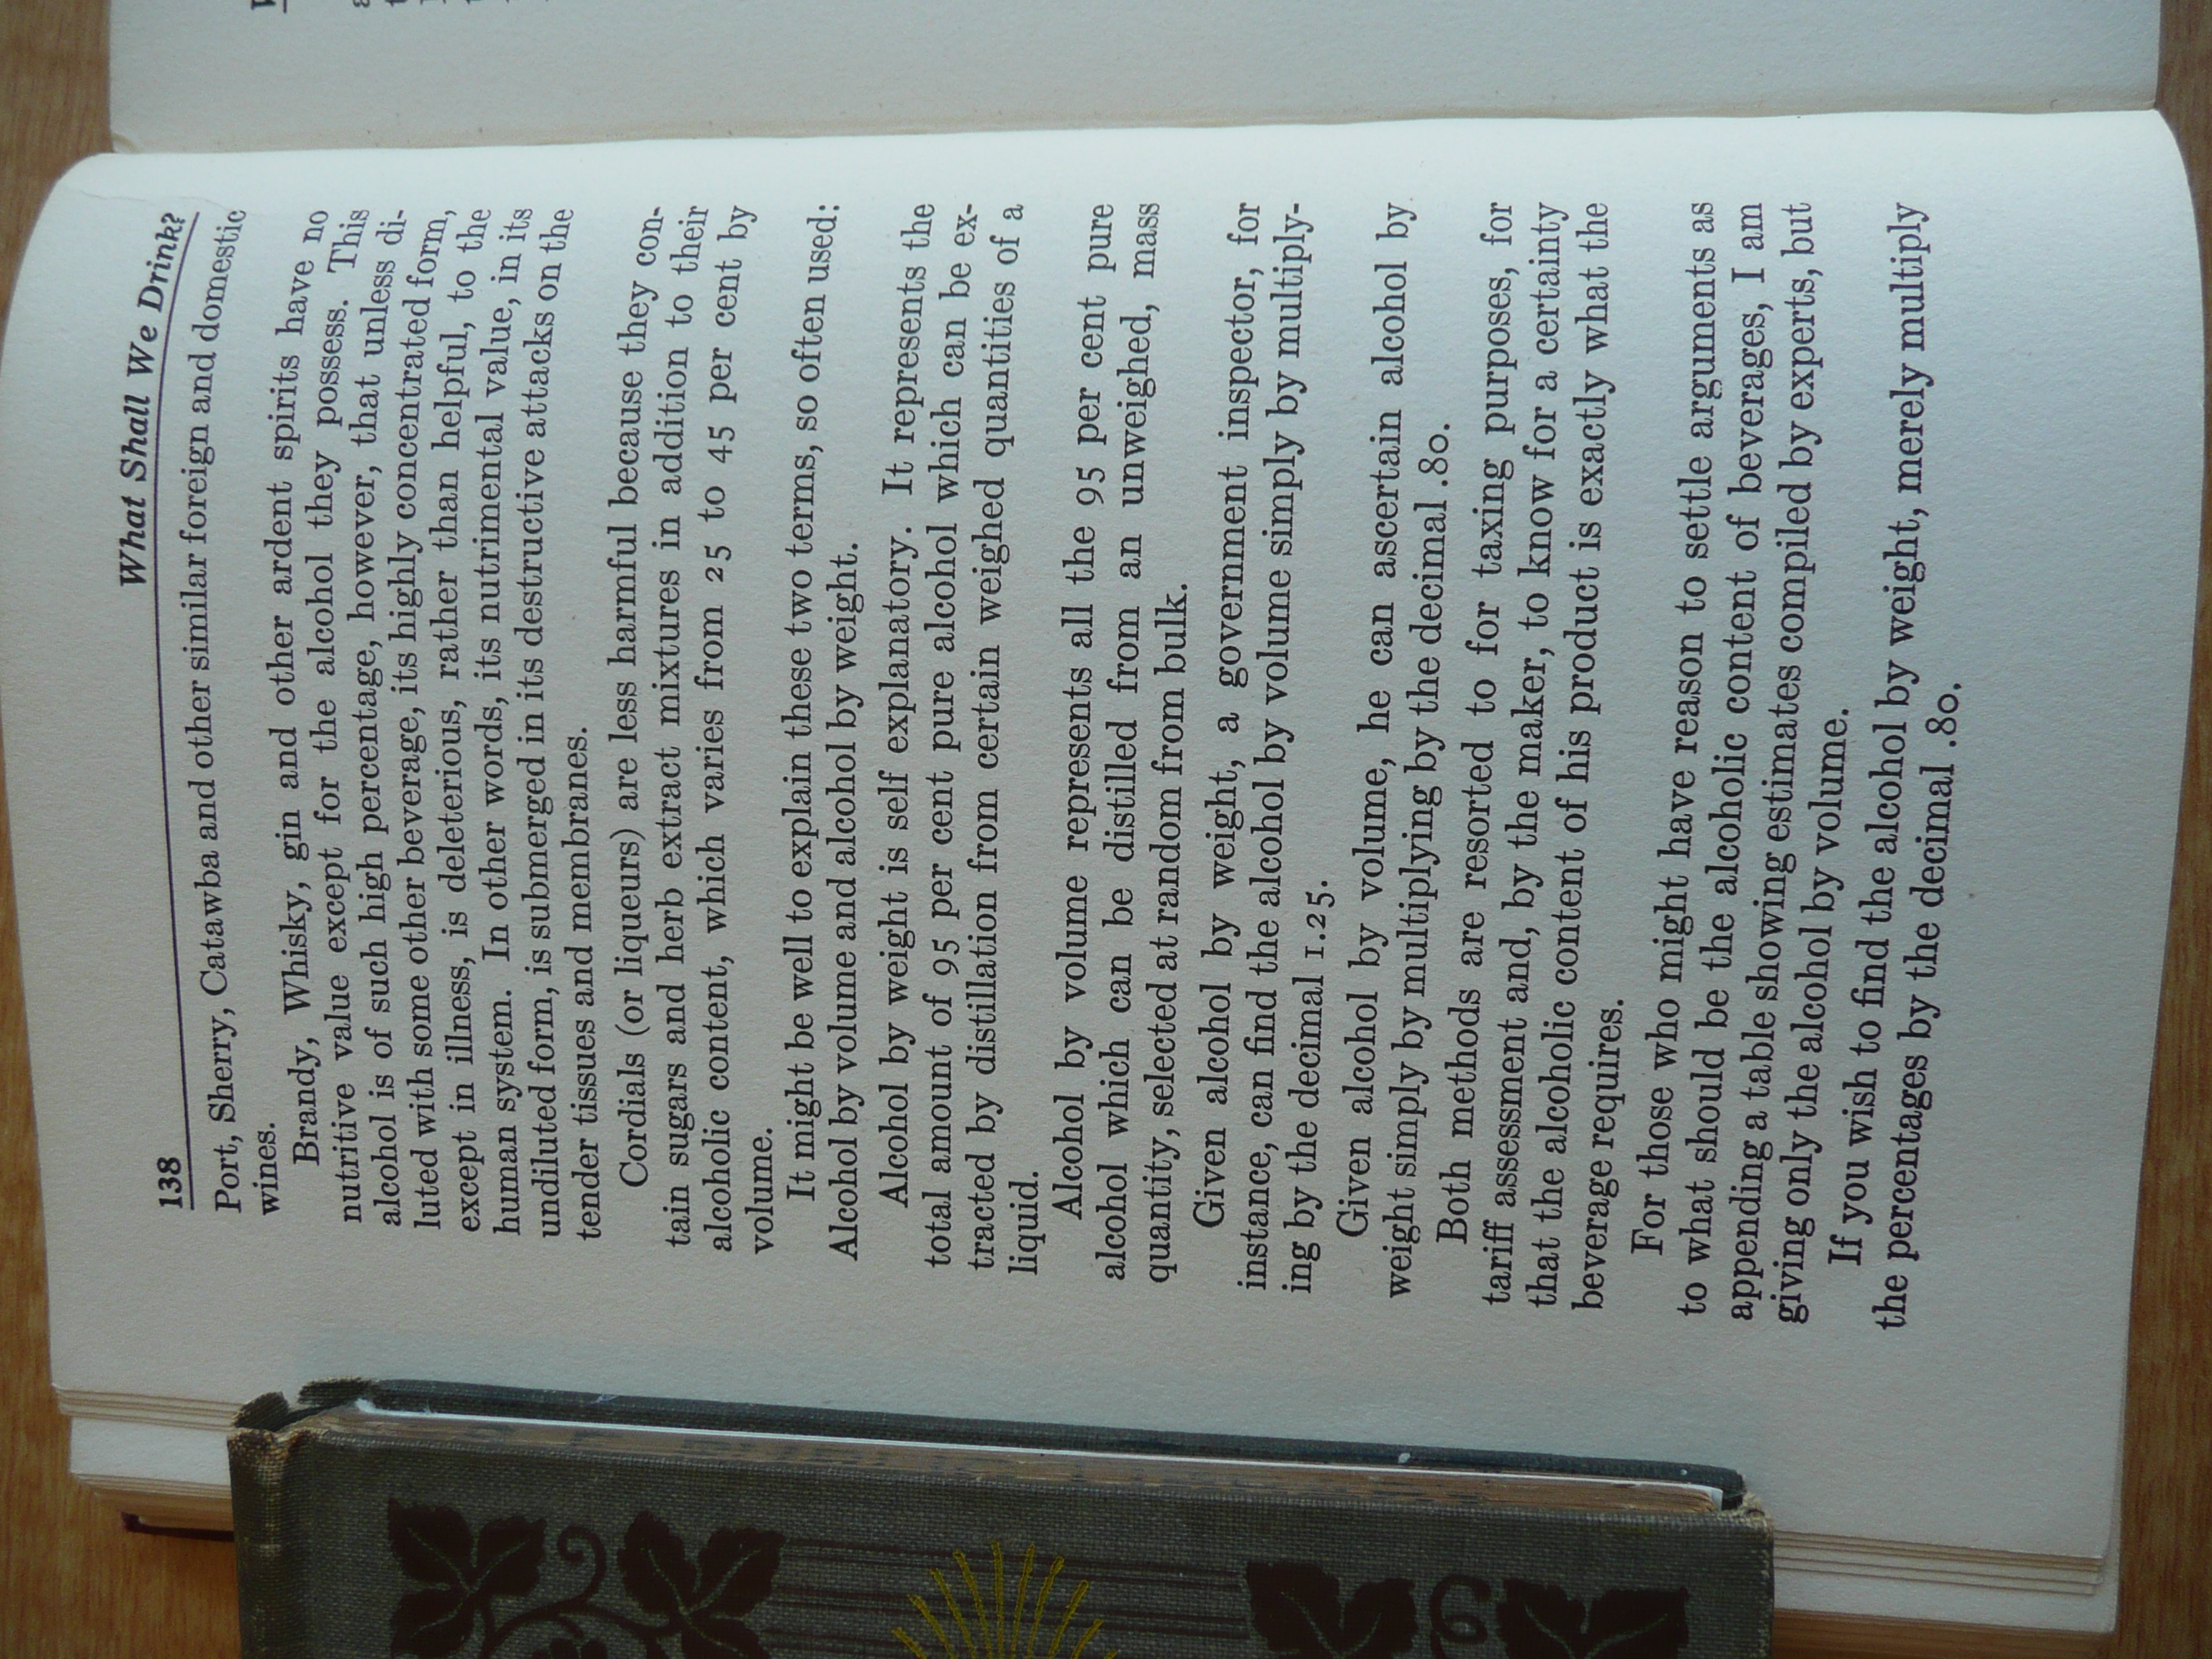 138
What Shall We Drink?
Port, Sherry, Catawba and other similar foreign and domestic
wines.
Brandy, Whisky, gin and other ardent spirits have no
nutritive value except for the alcohol they possess. This
alcohol is of such high percentage, however, that unless di-
luted with some other beverage, its highly concentrated form,
except in illness, is deleterious, rather than helpful, to the
human system. In other words, its nutrimental value, in its
undiluted form, is submerged in its destructive attacks on the
tender tissues and membranes.
Cordials (or liqueurs) are less harmful because they con-
tain sugars and herb extract mixtures in addition to their
alcoholic content, which varies from 25 to 45 per cent by
volume.
It might be well to explain these two terms, so often used:
Alcohol by volume and alcohol by weight.
Alcohol by weight is self explanatory. It represents the
total amount of 95 per cent pure alcohol which can be ex-
tracted by distillation from certain weighed quantities of a
liquid.
Alcohol by volume represents all the 95 per cent pure
alcohol which can be distilled from an unweighed, mass
quantity, selected at random from bulk.
Given alcohol by weight, a government inspector, for
instance, can find the alcohol by volume simply by multiply-
ing by the decimal 1.25.
Given alcohol by volume, he can ascertain alcohol by
weight simply by multiplying by the decimal .80.
Both methods are resorted to for taxing purposes, for
tariff assessment and, by the maker, to know for a certainty
that the alcoholic content of his product is exactly what the
beverage requires.
For those who might have reason to settle arguments as
to what should be the alcoholic content of beverages, I am
appending a table showing estimates compiled by experts, but
giving only the alcohol by volume.
If you wish to find the alcohol by weight, merely multiply
the percentages by the decimal .80.